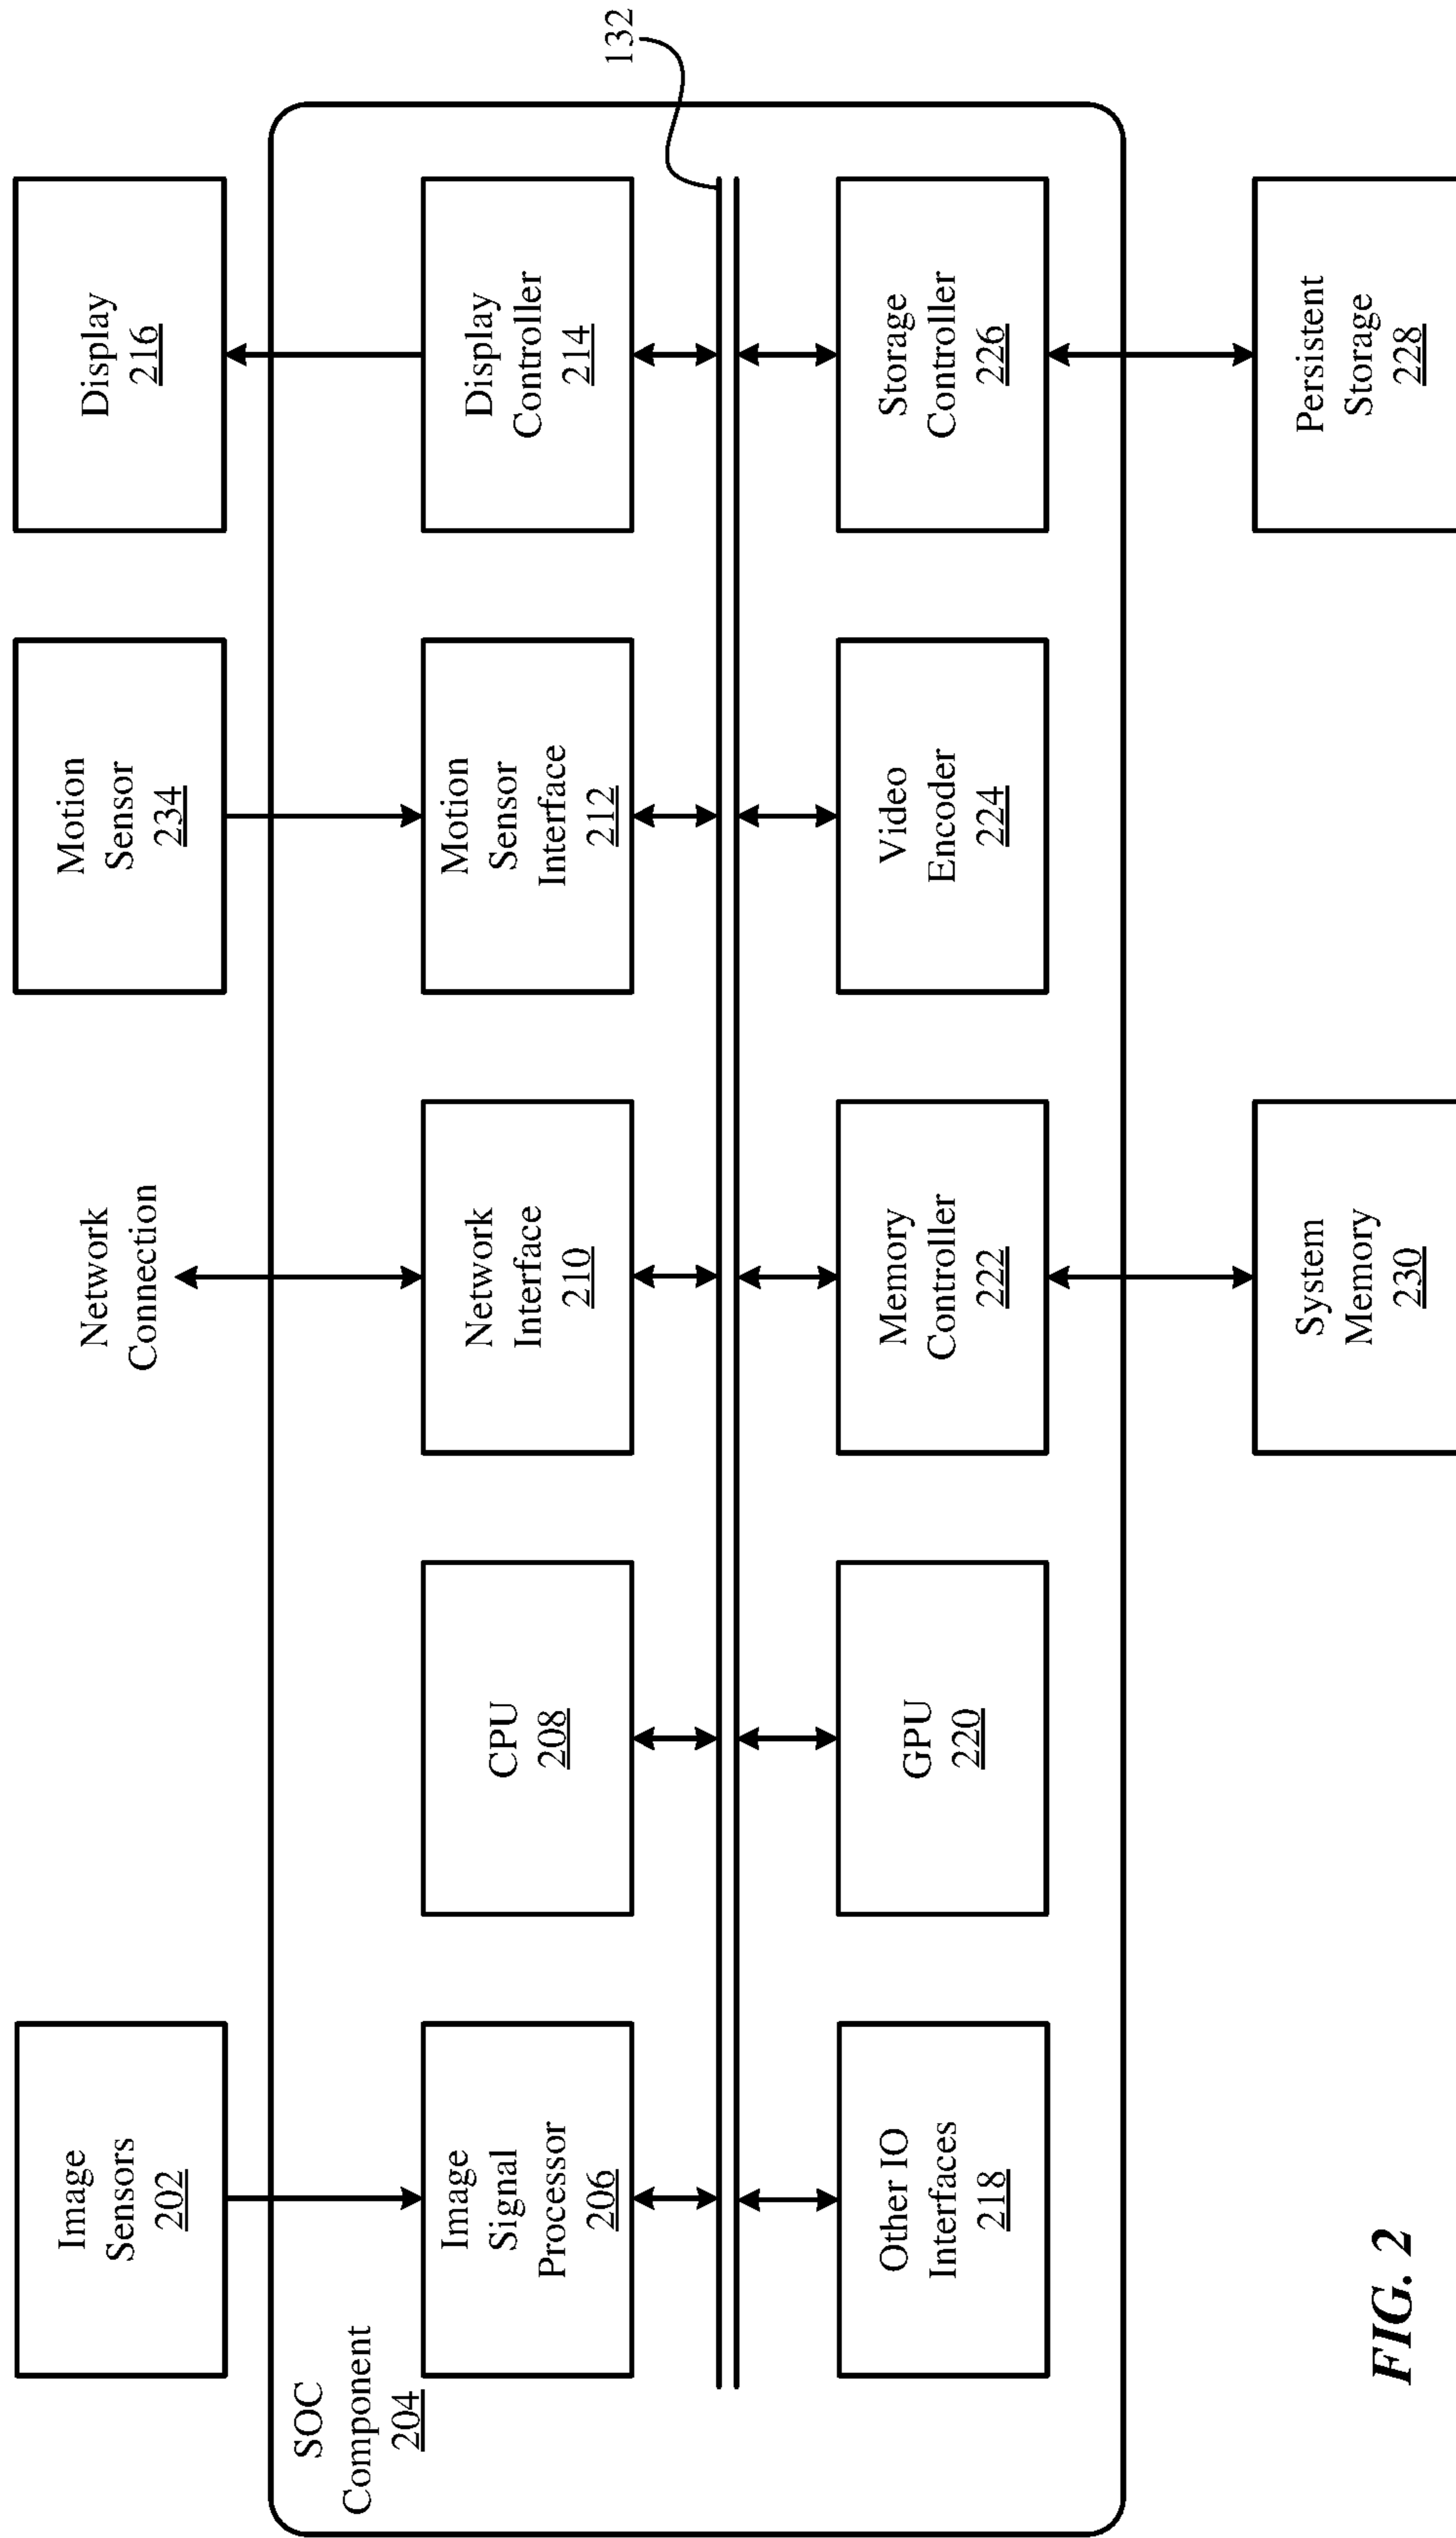 Image
Sensors
202
Network
Connection
Motion
Sensor
234
Display
216
SOC
Component
204
Image
Signal
Processor
206
CPU
208
Network
Interface
210
Motion
Sensor
Interface
212
Display
Controller
214
132
Other IO
Interfaces
218
GPU
220
Memory
Controller
222
Video
Encoder
224
Storage
Controller
226
System
Memory
230
Persistent
Storage
228
FIG. 2